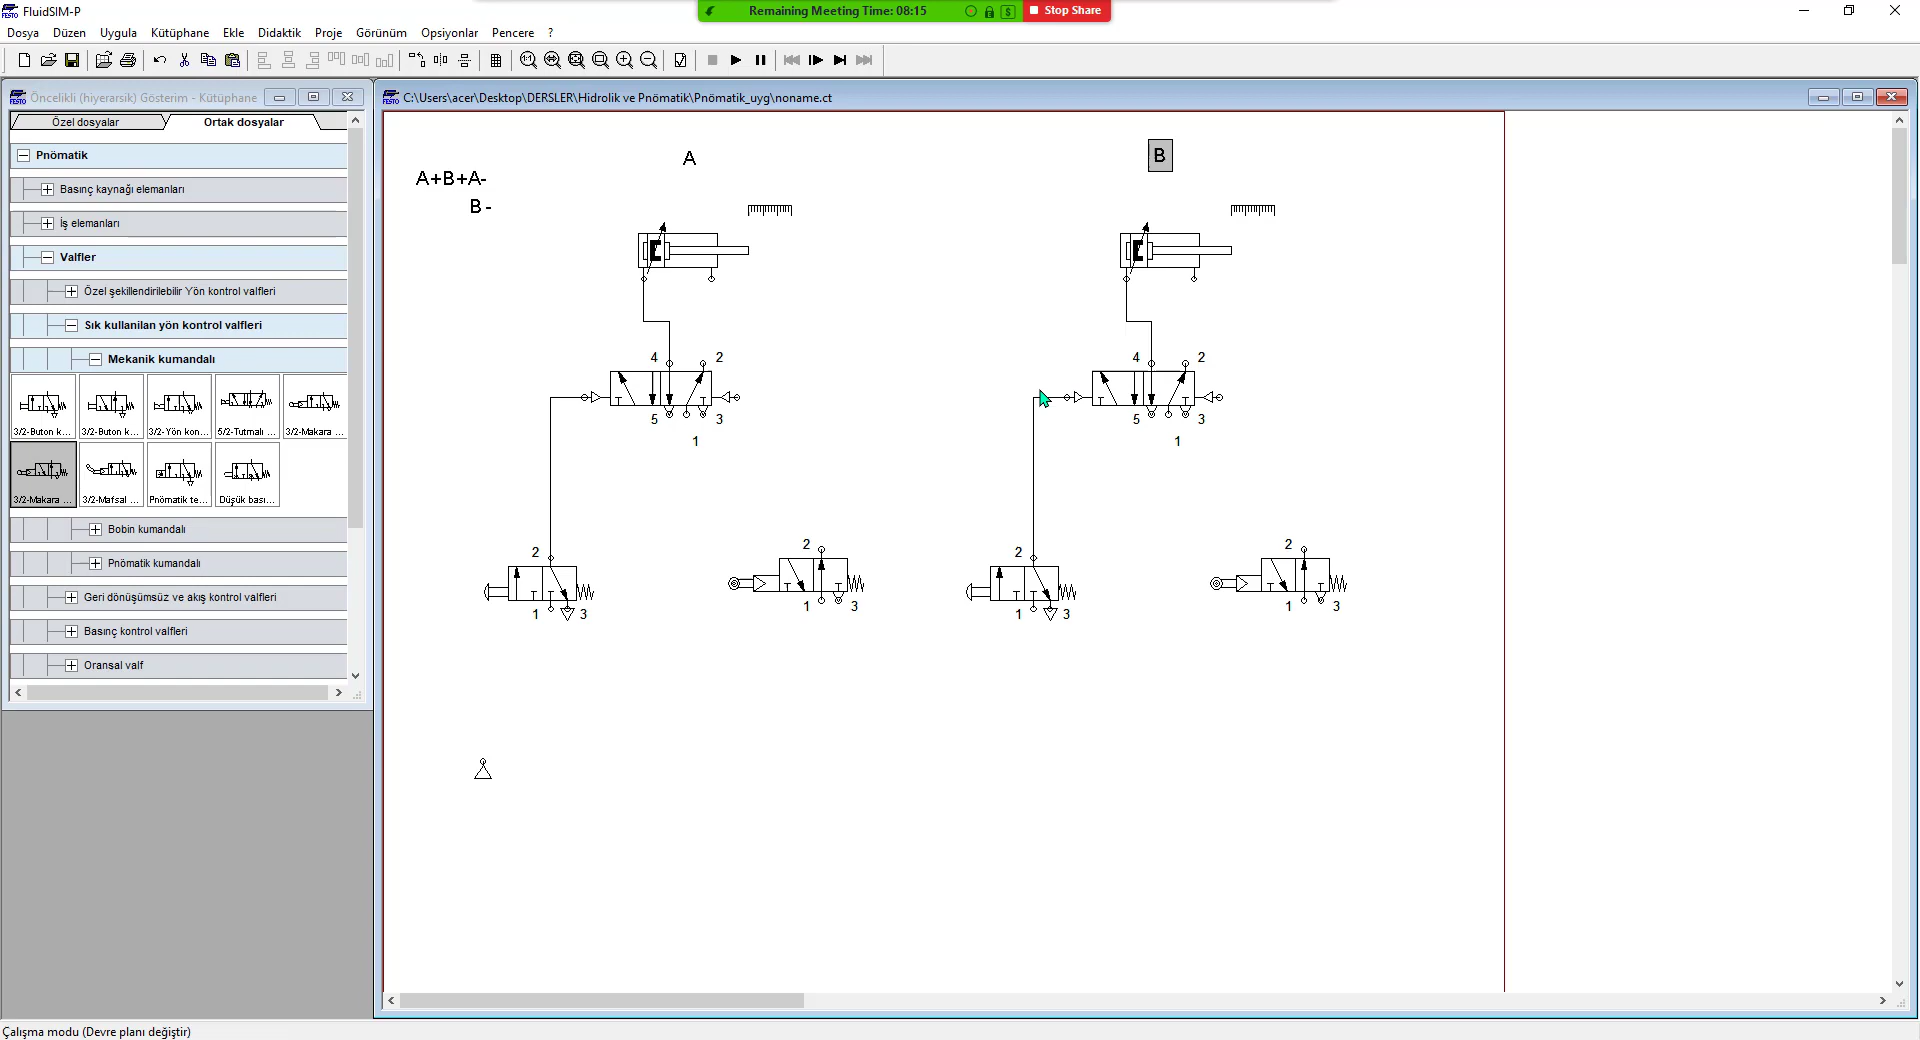 Remaining Meeting Time: 08:15
$
Stop Share
FESTO
FluidSIM-P
Dosya Düzen Uygula Kütüphane Ekle Didaktik Proje Görünüm Opsiyonlar Pencere ?
FESTO
Öncelikli (hiyerarsik) Gösterim - Kütüphane
FESTO
C:\Users\acer\Desktop\DERSLER\Hidrolik ve Pnömatik\Pnömatik_uyg\noname.ct
Özel dosyalar
Ortak dosyalar
Pnömatik
Basınç kaynağı elemanları
İş elemanları
Valfler
Özel şekillendirilebilir Yön kontrol valfleri
Sık kullanilan yön kontrol valfleri
Mekanik kumandalı
3/2-Buton k...
3/2-Buton k...
3/2-Yön kon...
5/2-Tutmalı ...
3/2-Makara ...
3/2-Makara ...
3/2-Mafsal ...
Pnömatik te...
Düşük bası...
Bobin kumandalı
Pnömatik kumandalı
Geri dönüşümsüz ve akış kontrol valfleri
Basınç kontrol valfleri
Oransal valf
A
B
A+B+A-
B -
4 2
5 3
1
4 2
5 3
1
2
1 3
2
1 3
2
1 3
2
1 3
Çalışma modu (Devre planı değiştir)